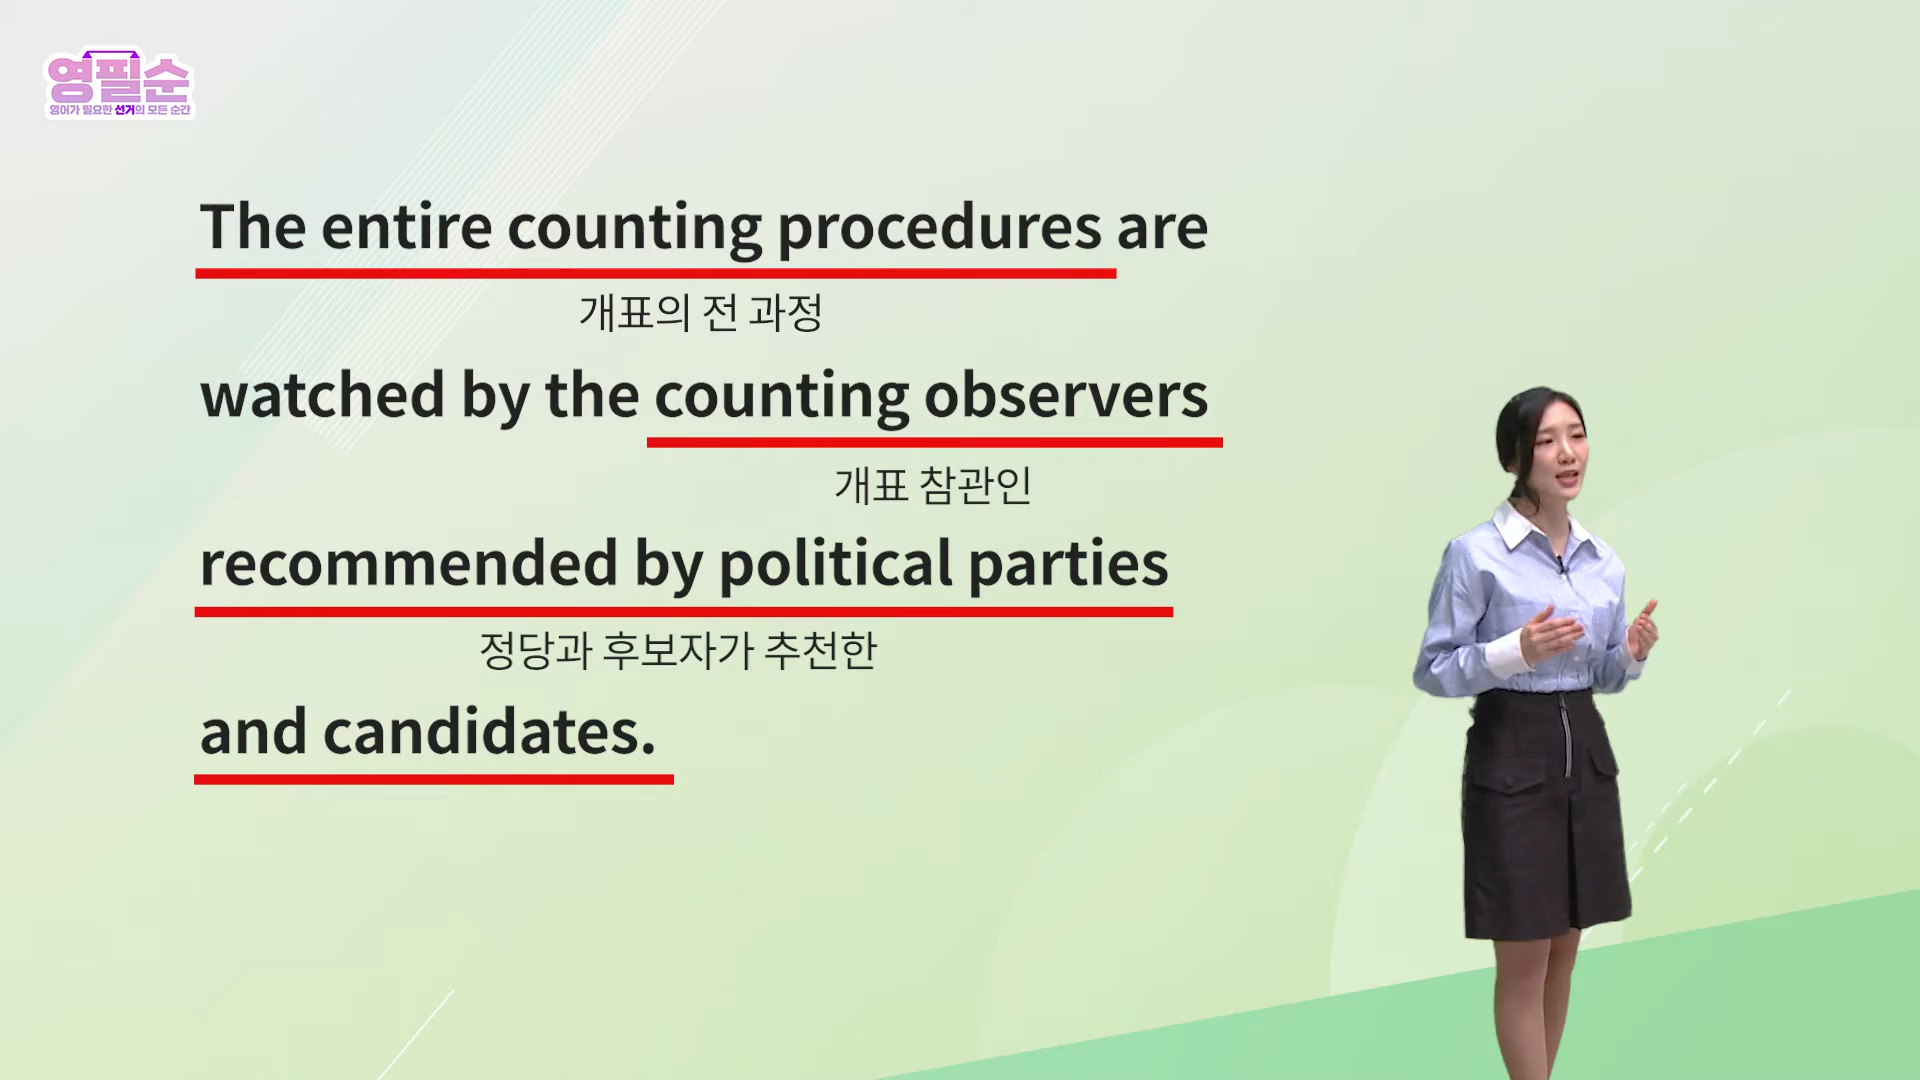 영필순
영어가 필요한 선거의 모든 순간
The entire counting procedures are
개표의 전 과정
watched by the counting observers
개표 참관인
recommended by political parties
정당과 후보자가 추천한
and candidates.